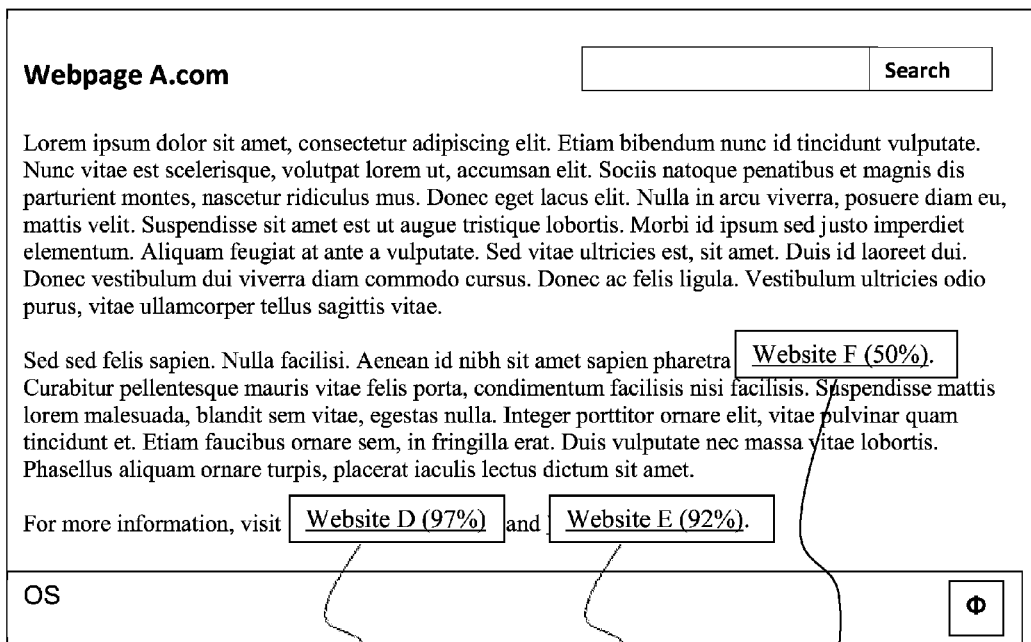 Webpage A.com
Search
Lorem ipsum dolor sit amet, consectetur adipiscing elit. Etiam bibendum nunc id tincidunt vulputate.
Nunc vitae est scelerisque, volutpat lorem ut, accumsan elit. Sociis natoque penatibus et magnis dis
parturient montes, nascetur ridiculus mus. Donec eget lacus elit. Nulla in arcu viverra, posuere diam eu,
mattis velit. Suspendisse sit amet est ut augue tristique lobortis. Morbi id ipsum sed justo imperdiet
elementum. Aliquam feugiat at ante a vulputate. Sed vitae ultricies est, sit amet. Duis id laoreet dui.
Donec vestibulum dui viverra diam commodo cursus. Donec ac felis ligula. Vestibulum ultricies odio
purus, vitae ullamcorper tellus sagittis vitae.
Sed sed felis sapien. Nulla facilisi. Aenean id nibh sit amet sapien pharetra Website F (50%).
Curabitur pellentesque mauris vitae felis porta, condimentum facilisis nisi facilisis. Suspendisse mattis
lorem malesuada, blandit sem vitae, egestas nulla. Integer porttitor ornare elit, vitae pulvinar quam
tincidunt et. Etiam faucibus ornare sem, in fringilla erat. Duis vulputate nec massa vitae lobortis.
Phasellus aliquam ornare turpis, placerat iaculis lectus dictum sit amet.
For more information, visit Website D (97%) and Website E (92%).
OS Φ